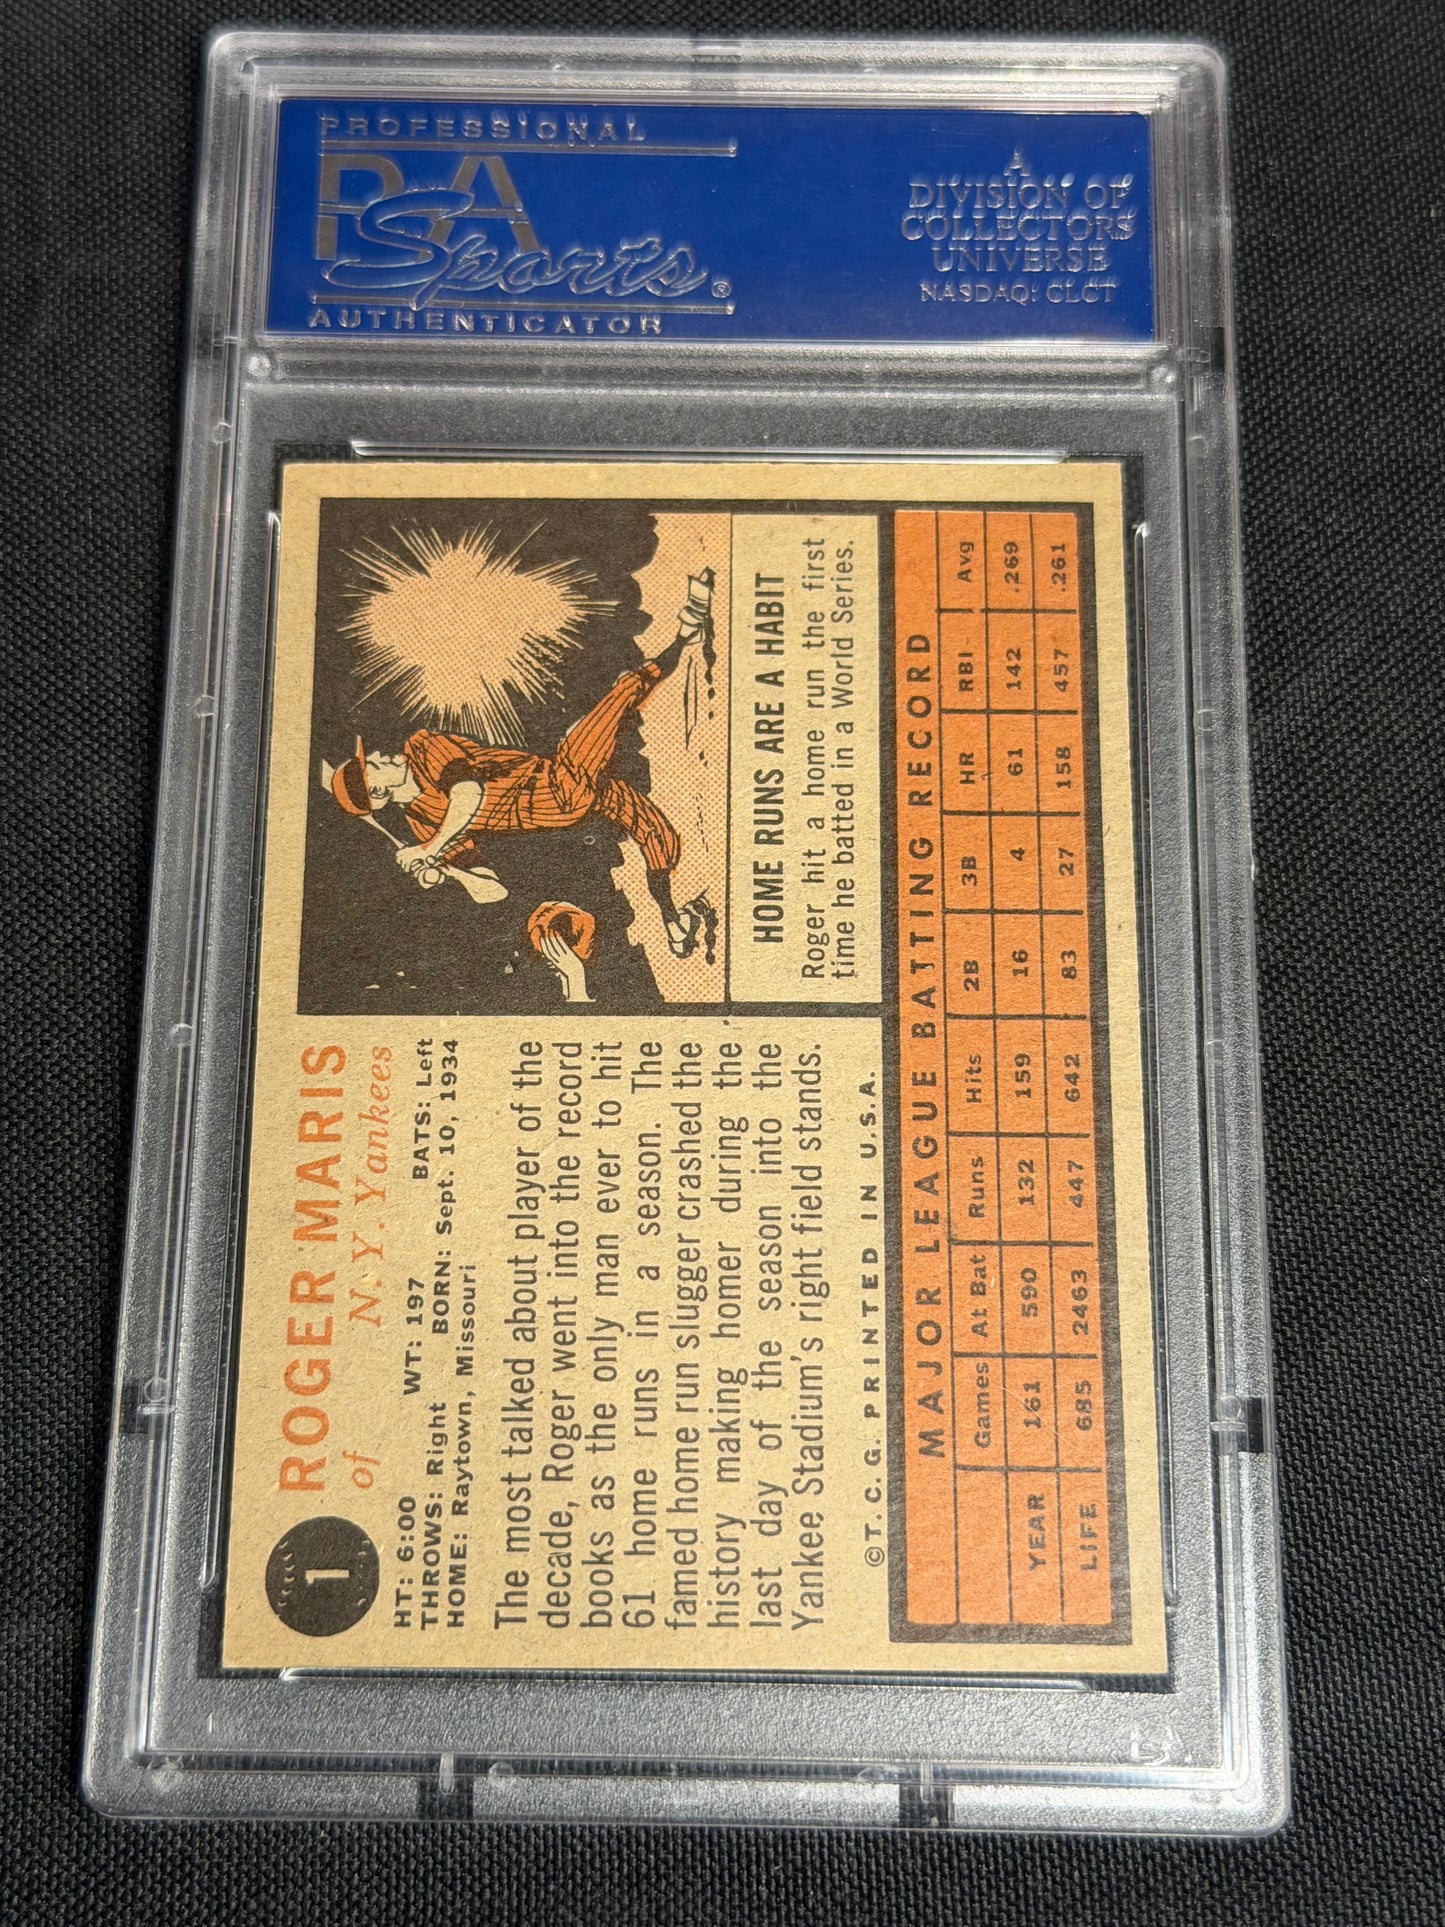 PROFESSIONAL
PSA
Sports®
AUTHENTICATOR
A
DIVISION OF
COLLECTORS
UNIVERSE
NASDAQ: CLCT
1
ROGER MARIS
of N. Y. Yankees
HT: 6:00 WT: 197 BATS: Left
THROWS: Right BORN: Sept. 10, 1934
HOME: Raytown, Missouri
The most talked about player of the
decade, Roger went into the record
books as the only man ever to hit
61 home runs in a season. The
famed home run slugger crashed the
history making homer during the
last day of the season into the
Yankee Stadium's right field stands.
© T. C. G. PRINTED IN U.S.A.
HOME RUNS ARE A HABIT
Roger hit a home run the first
time he batted in a World Series.
MAJOR LEAGUE BATTING RECORD
Games At Bat Runs Hits 2B 3B HR RBI Avg
YEAR 161 590 132 159 16 4 61 142 .269
LIFE 685 2463 447 642 83 27 158 457 .261